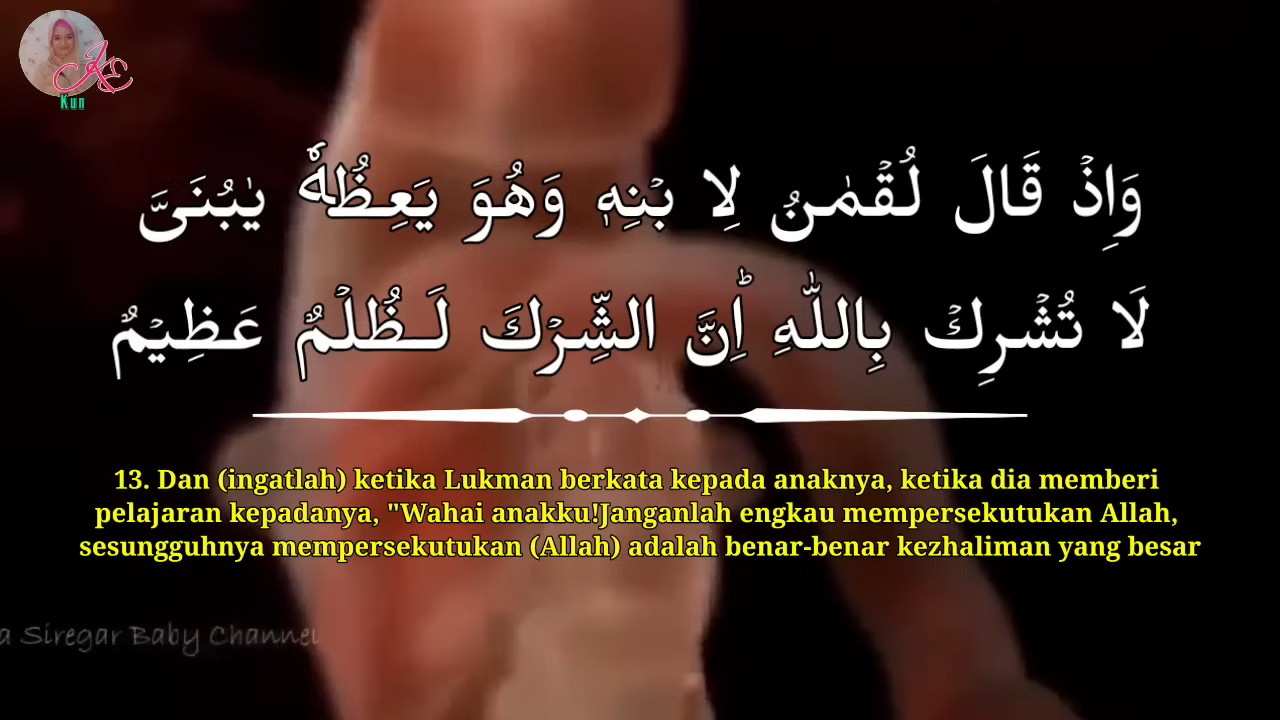 Kun
وَاِذْ قَالَ لُقْمٰنُ لِا بْنِهٖ وَهُوَ يَعِظُهٗ يٰبُنَيَّ
لَا تُشْرِكْ بِاللّٰهِ ۗاِنَّ الشِّرْكَ لَـظُلْمٌ عَظِيْمٌ
13. Dan (ingatlah) ketika Lukman berkata kepada anaknya, ketika dia memberi
pelajaran kepadanya, "Wahai anakku!Janganlah engkau mempersekutukan Allah,
sesungguhnya mempersekutukan (Allah) adalah benar-benar kezhaliman yang besar
a Siregar Baby Channel